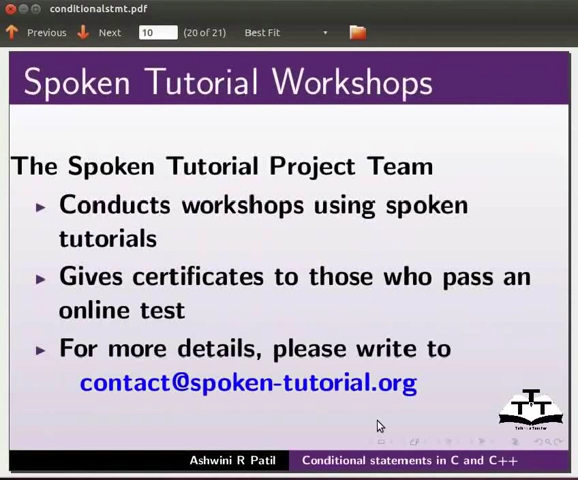 conditionalstmt.pdf
Previous Next 10 (20 of 21) Best Fit
Spoken Tutorial Workshops
The Spoken Tutorial Project Team
Conducts workshops using spoken
tutorials
Gives certificates to those who pass an
online test
For more details, please write to
contact@spoken-tutorial.org
Ashwini R Patil Conditional statements in C and C++